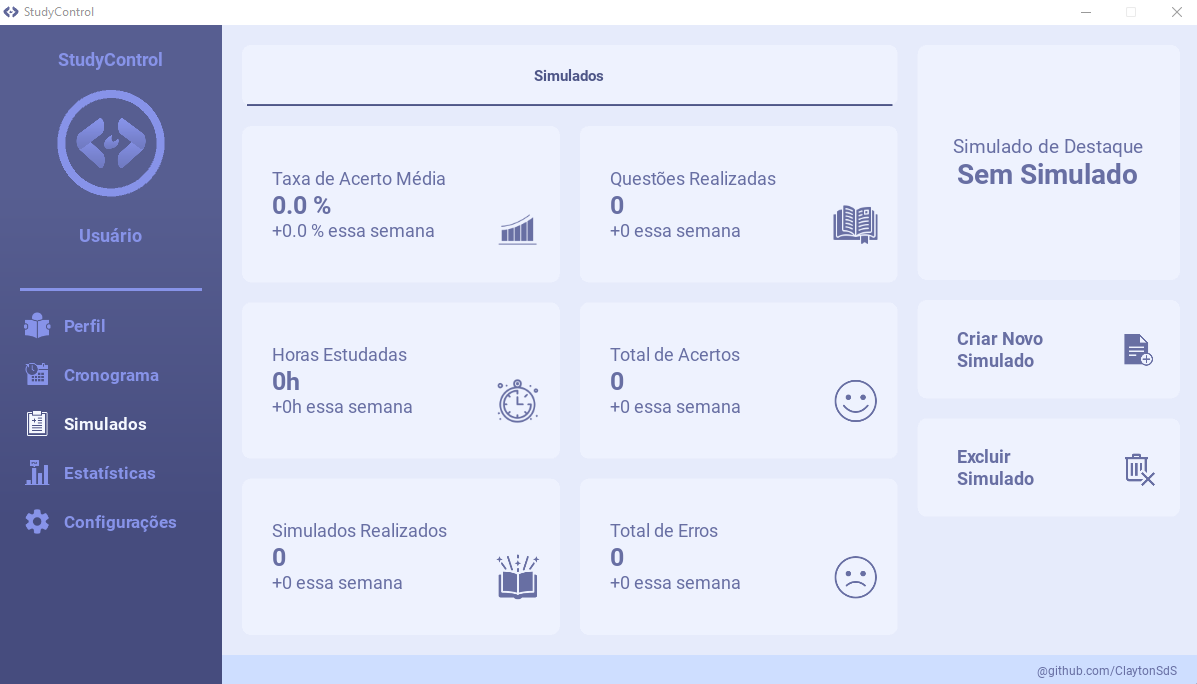 StudyControl
StudyControl
Usuário
Perfil
Cronograma
Simulados
Estatísticas
Configurações
Simulados
Taxa de Acerto Média
0.0 %
+0.0 % essa semana
Questões Realizadas
0
+0 essa semana
Horas Estudadas
0h
+0h essa semana
Total de Acertos
0
+0 essa semana
Simulados Realizados
0
+0 essa semana
Total de Erros
0
+0 essa semana
Simulado de Destaque
Sem Simulado
Criar Novo
Simulado
Excluir
Simulado
@github.com/ClaytonSdS